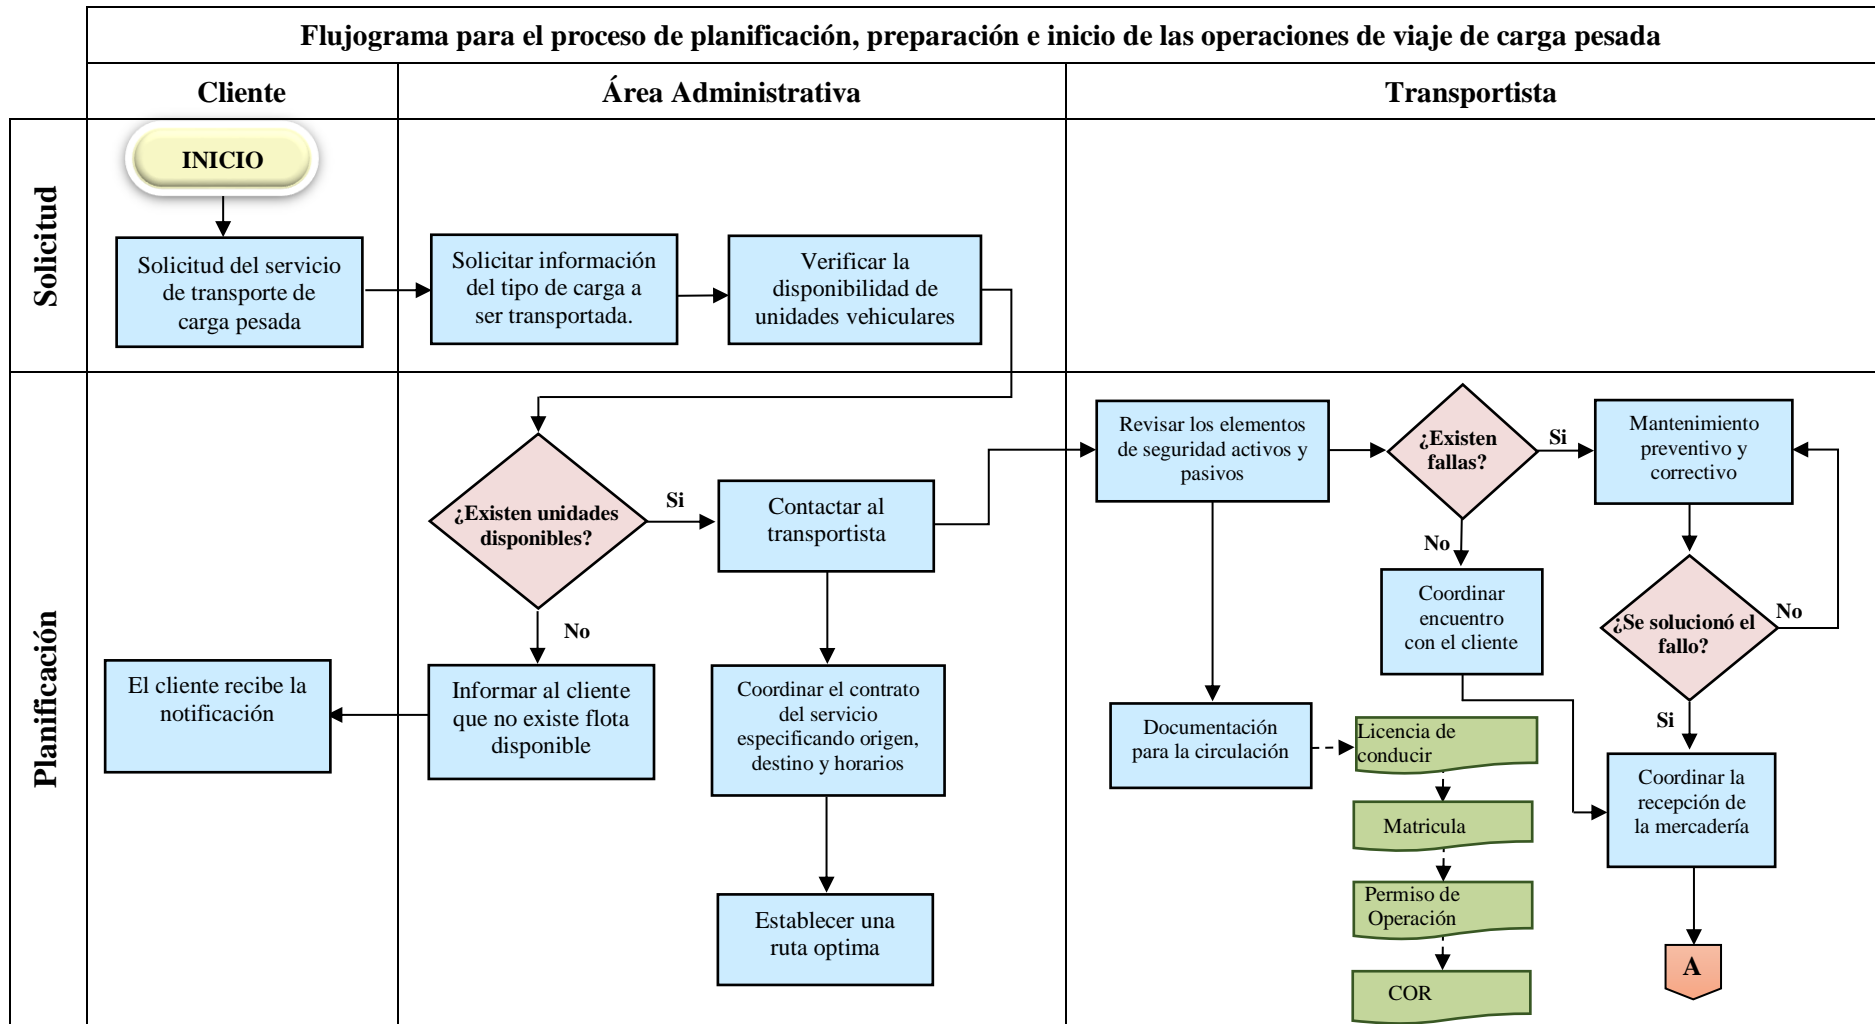 Flujograma para el proceso de planificación, preparación e inicio de las operaciones de viaje de carga pesada
Cliente
Área Administrativa
Transportista
Solicitud
INICIO
Solicitud del servicio
de transporte de
carga pesada
Solicitar información
del tipo de carga a
ser transportada.
Verificar la
disponibilidad de
unidades vehiculares
Planificación
¿Existen unidades
disponibles?
Si
No
Contactar al
transportista
Informar al cliente
que no existe flota
disponible
El cliente recibe la
notificación
Coordinar el contrato
del servicio
especificando origen,
destino y horarios
Establecer una
ruta optima
Revisar los elementos
de seguridad activos y
pasivos
¿Existen
fallas?
Si
No
Mantenimiento
preventivo y
correctivo
Coordinar
encuentro
con el cliente
¿Se solucionó el
fallo?
No
Si
Documentación
para la circulación
Licencia de
conducir
Matricula
Permiso de
Operación
COR
Coordinar la
recepción de
la mercadería
A